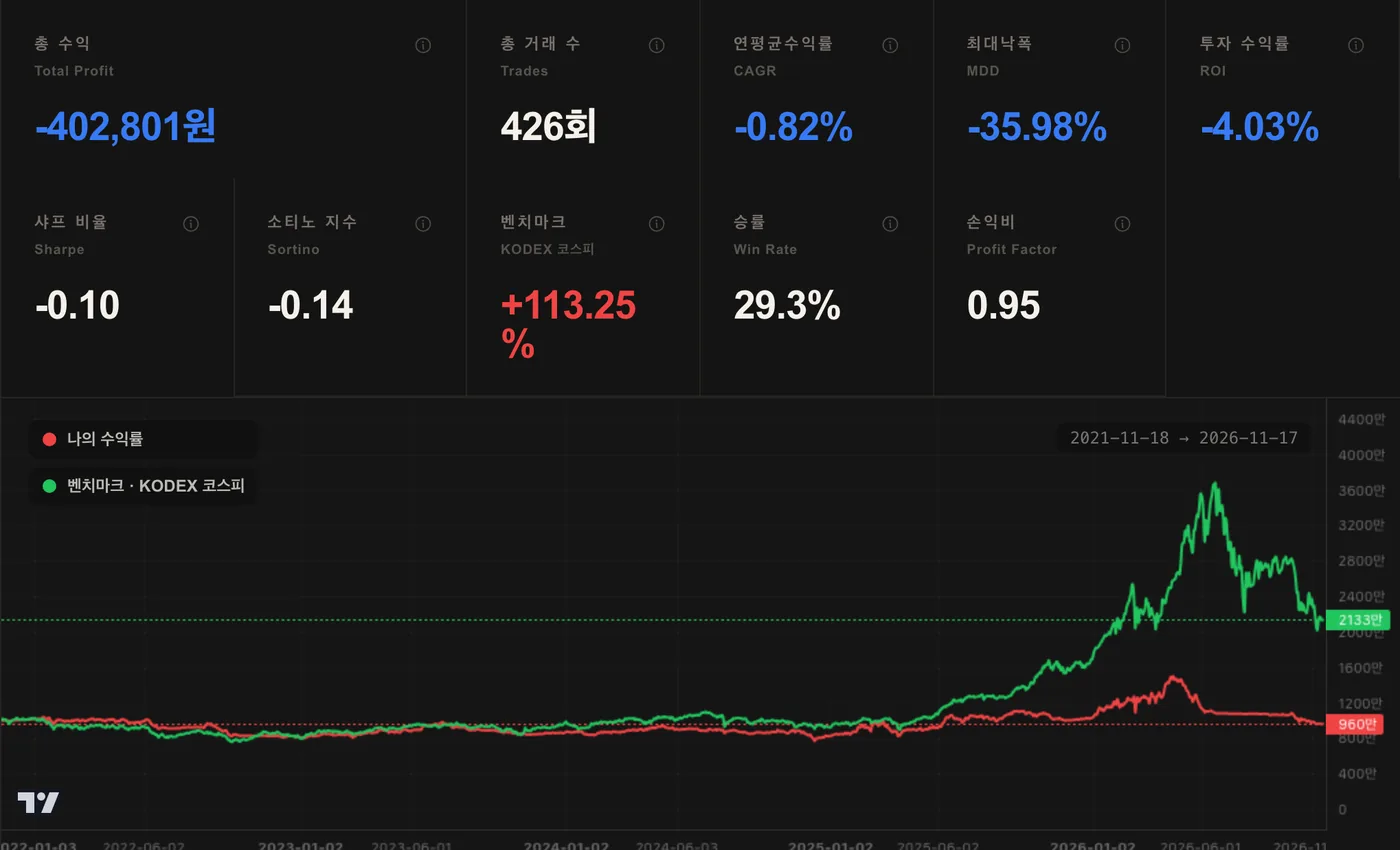 총 수익
Total Profit
-402,801원
총 거래 수
Trades
426회
연평균수익률
CAGR
-0.82%
최대낙폭
MDD
-35.98%
투자 수익률
ROI
-4.03%
샤프 비율
Sharpe
-0.10
소티노 지수
Sortino
-0.14
벤치마크
KODEX 코스피
+113.25
%
승률
Win Rate
29.3%
손익비
Profit Factor
0.95
나의 수익률
벤치마크 · KODEX 코스피
2021-11-18 → 2026-11-17
4400만
4000만
3600만
3200만
2800만
2400만
2133만
2000만
1600만
1200만
960만
800만
400만
0
22-01-03
2022-06-02
2023-01-02
2023-06-01
2024-01-02
2024-06-03
2025-01-02
2025-06-02
2026-01-02
2026-06-01
2026-11